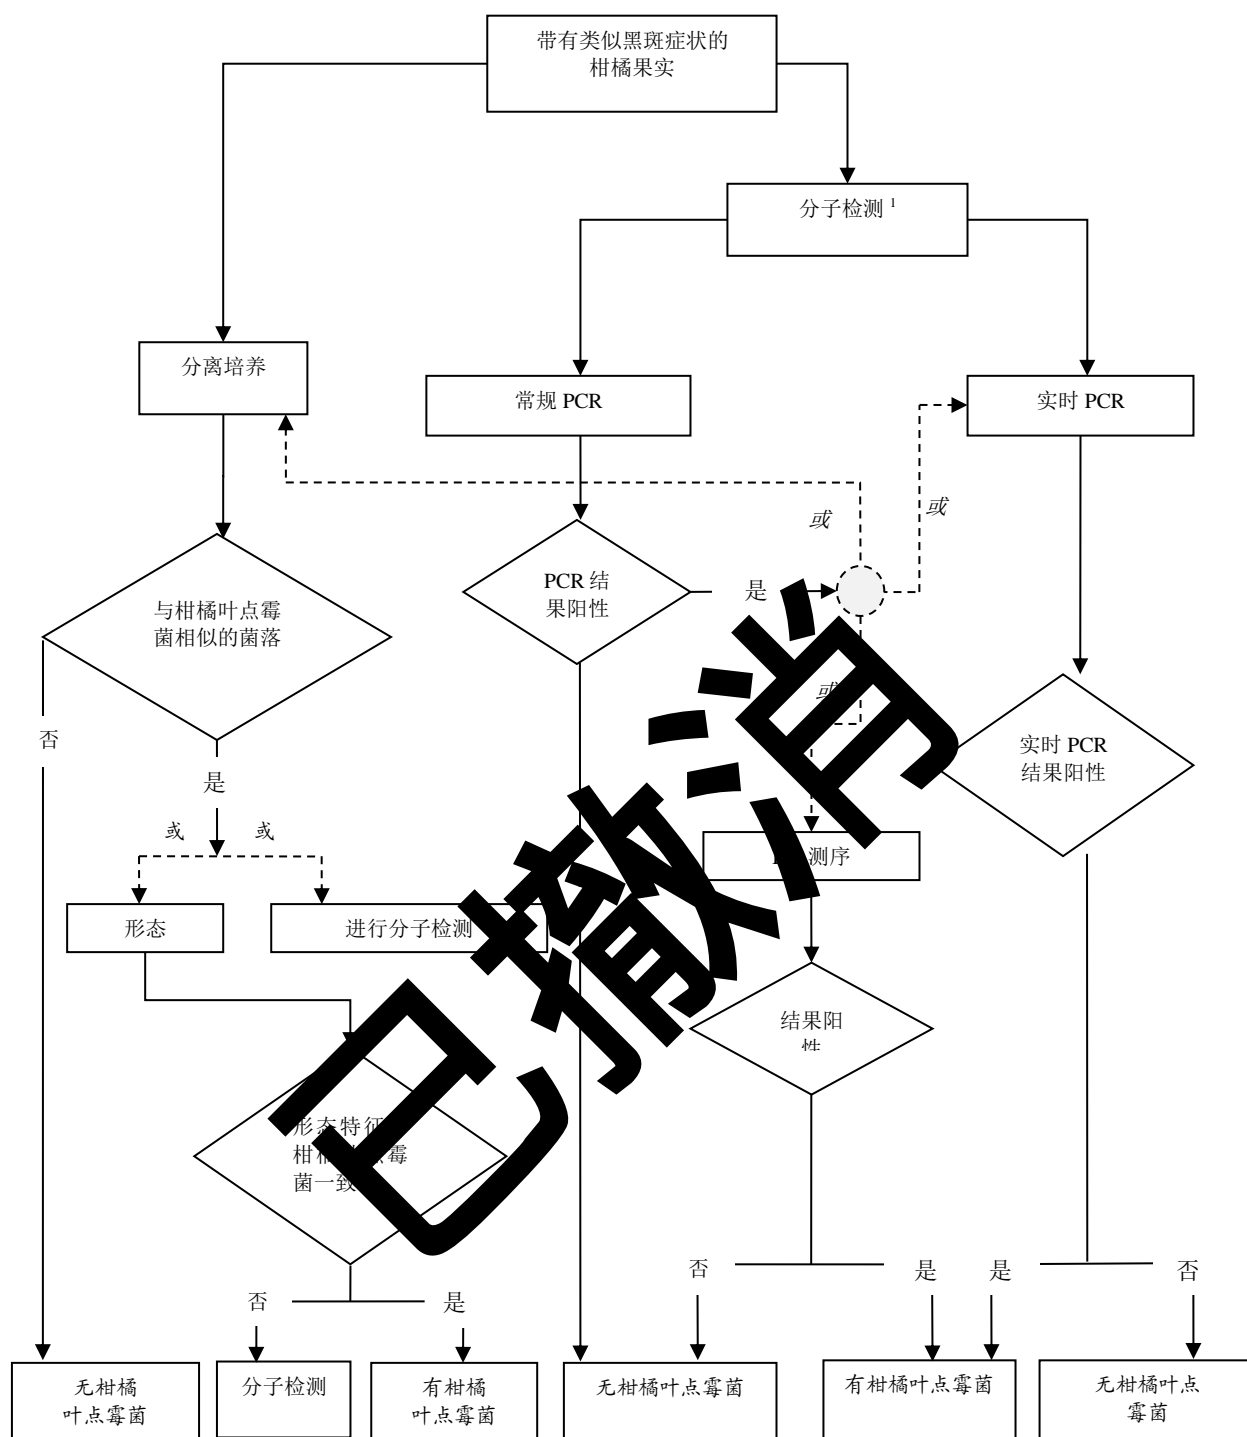 带有类似黑斑症状的
柑橘果实
分子检测 1
分离培养
常规 PCR
实时 PCR
或
或
PCR 结
果阳性
是
与柑橘叶点霉
菌相似的菌落
或
否
实时 PCR
结果阳性
是
或
或
测序
形态
进行分子检测
结果阳
性
形态特征
柑
霉
菌一致
否
是
是
否
否
是
无柑橘
叶点霉菌
分子检测
有柑橘
叶点霉菌
无柑橘叶点霉菌
有柑橘叶点霉菌
无柑橘叶点
霉菌
已撤消